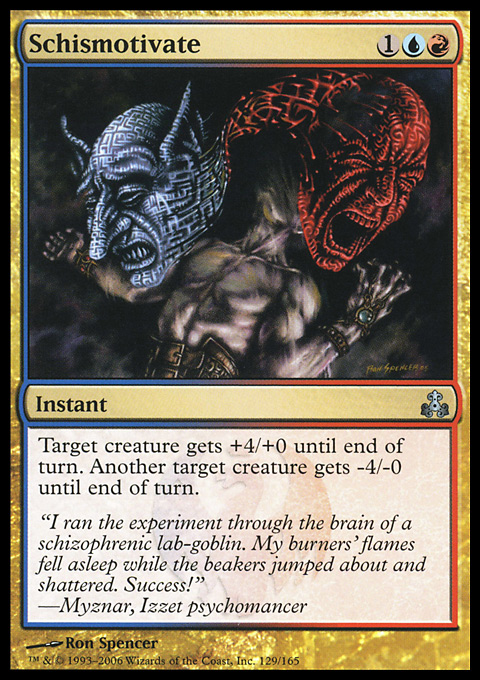 Schismotivate
1
RON SPENCER 05
Instant
Target creature gets +4/+0 until end of
turn. Another target creature gets -4/-0
until end of turn.
“I ran the experiment through the brain of a
schizophrenic lab-goblin. My burners’ flames
fell asleep while the beakers jumped about and
shattered. Success!”
—Myznar, Izzet psychomancer
Ron Spencer
™ & © 1993–2006 Wizards of the Coast, Inc. 129/165